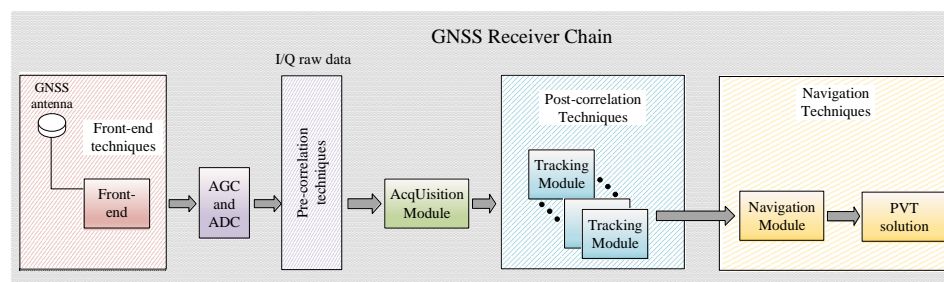 GNSS Receiver Chain
I/Q raw data
GNSS
antenna
Front-end
techniques
Front-
end
AGC
and
ADC
Pre-correlation
techniques
AcqUisition
Module
Post-correlation
Techniques
Tracking
Module
Tracking
Module
Navigation
Techniques
Navigation
Module
PVT
solution